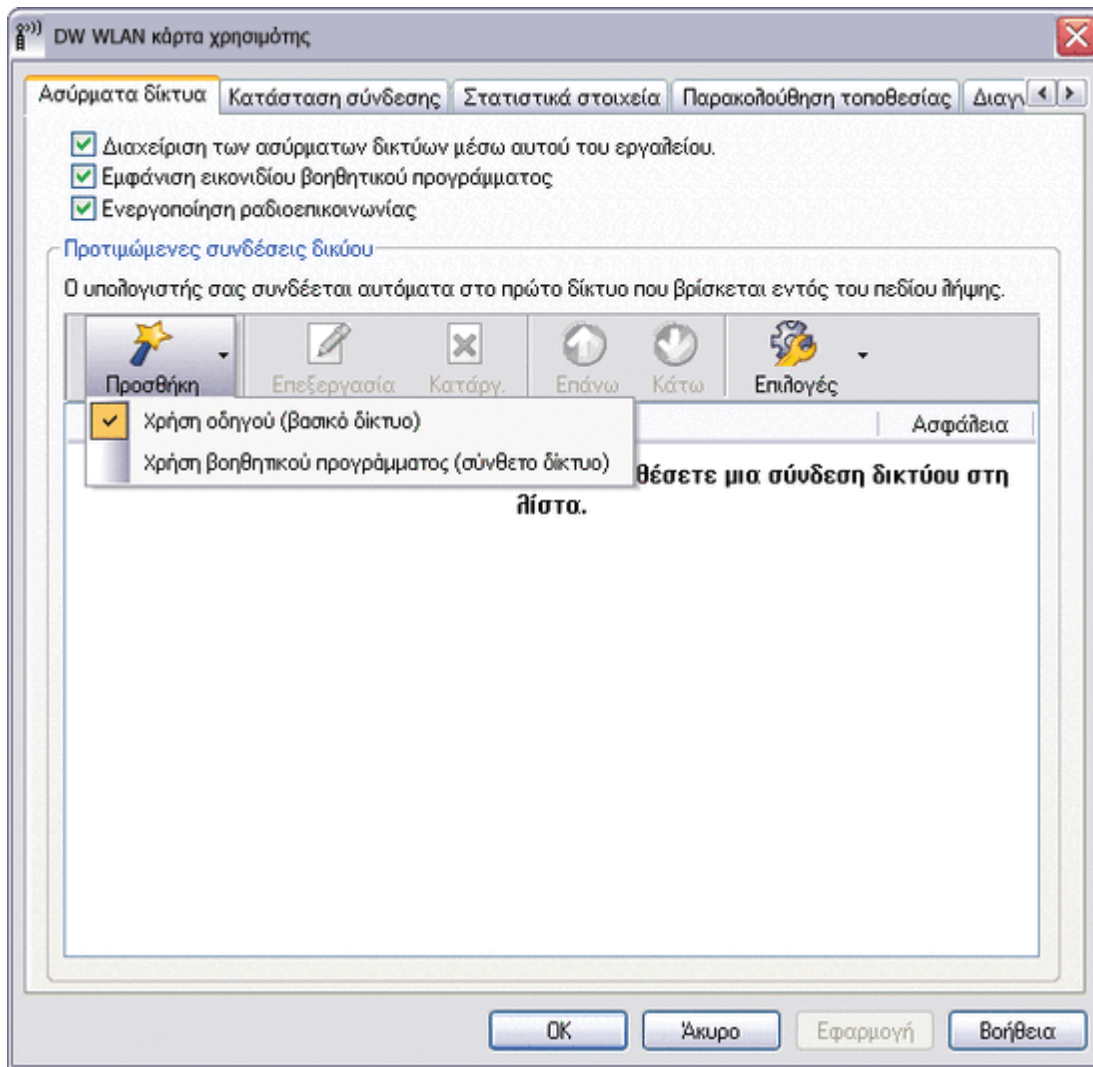 DW WLAN κάρτα χρησιμότης
Ασύρματα δίκτυα Κατάσταση σύνδεσης Στατιστικά στοιχεία Παρακολούθηση τοποθεσίας Διαγν
Διαχείριση των ασύρματων δικτύων μέσω αυτού του εργαλείου.
Εμφάνιση εικονιδίου βοηθητικού προγράμματος
Ενεργοποίηση ραδιοεπικοινωνίας
Προτιμώμενες συνδέσεις δικύου
Ο υπολογιστής σας συνδέεται αυτόματα στο πρώτο δίκτυο που βρίσκεται εντός του πεδίου λήψης.
Προσθήκη Επεξεργασία Κατάργ. Επάνω Κάτω Επιλογές
Χρήση οδηγού (βασικό δίκτυο)
Ασφάλεια
Χρήση βοηθητικού προγράμματος (σύνθετο δίκτυο)
θέσετε μια σύνδεση δικτύου στη
λίστα.
OK Άκυρο Εφαρμογή Βοήθεια